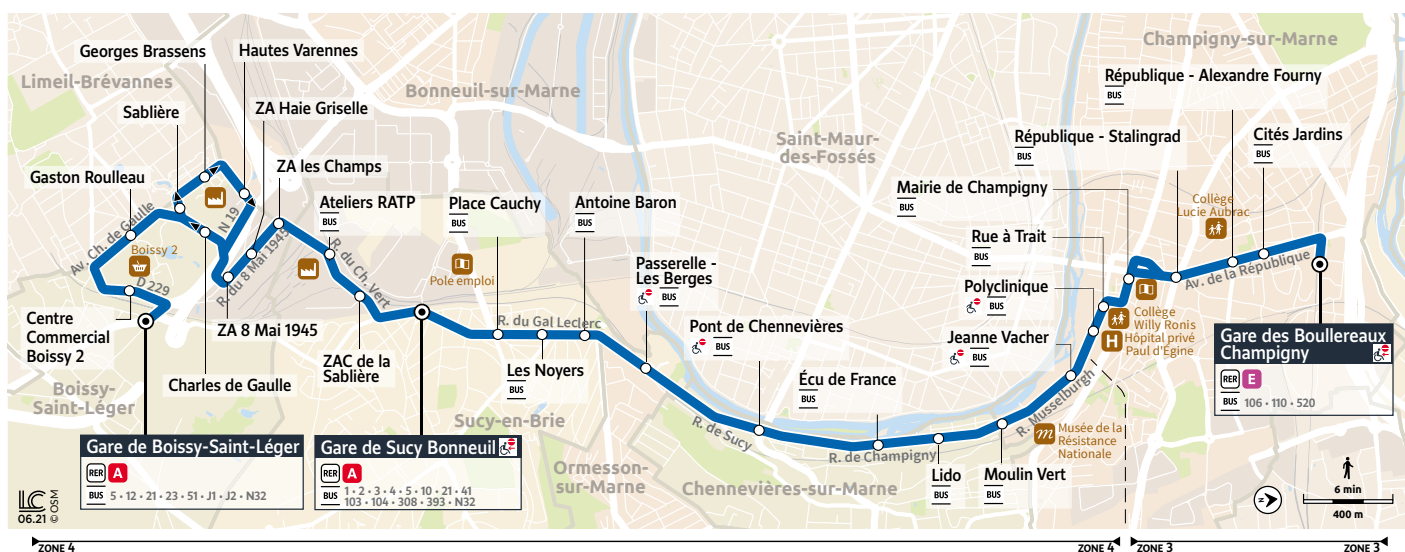 Champigny-sur-Marne
Georges Brassens
Hautes Varennes
Limeil-Brévannes
République - Alexandre Fourny
BUS
Bonneuil-sur-Marne
ZA Haie Griselle
Sablière
Saint-Maur-
des-Fossés
République - Stalingrad
BUS
Cités Jardins
BUS
ZA les Champs
Gaston Roulleau
Mairie de Champigny
BUS
Ateliers RATP
BUS
Place Cauchy
BUS
Antoine Baron
BUS
Collège
Lucie Aubrac
Av. Ch. de Gaulle
N 19
R. du 8 Mai 1945
R. du Ch. Vert
Rue à Trait
BUS
Boissy 2
Pole emploi
Passerelle -
Les Berges
BUS
Av. de la République
D 229
Polyclinique
BUS
Centre
Commercial
Boissy 2
ZA 8 Mai 1945
R. du Gal Leclerc
Pont de Chennevières
BUS
Jeanne Vacher
BUS
Collège
Willy Ronis
H
Hôpital privé
Paul d'Égine
Gare des Boullereaux
Champigny
RER E
BUS 106 • 110 • 520
ZAC de la
Sablière
Les Noyers
BUS
Écu de France
BUS
Charles de Gaulle
Boissy-
Saint-Léger
R. Musselburgh
Sucy-en-Brie
R. de Sucy
R. de Champigny
m
Musée de la
Résistance
Nationale
Gare de Boissy-Saint-Léger
RER A
BUS 5 • 12 • 21 • 23 • 51 • J1 • J2 • N32
Gare de Sucy Bonneuil
RER A
BUS 1 • 2 • 3 • 4 • 5 • 10 • 21 • 41
103 • 104 • 308 • 393 • N32
Ormesson-
sur-Marne
Chennevières-sur-Marne
Lido
BUS
Moulin Vert
BUS
LC
06.21 © OSM
N
6 min
400 m
ZONE 4
ZONE 4
ZONE 3
ZONE 3